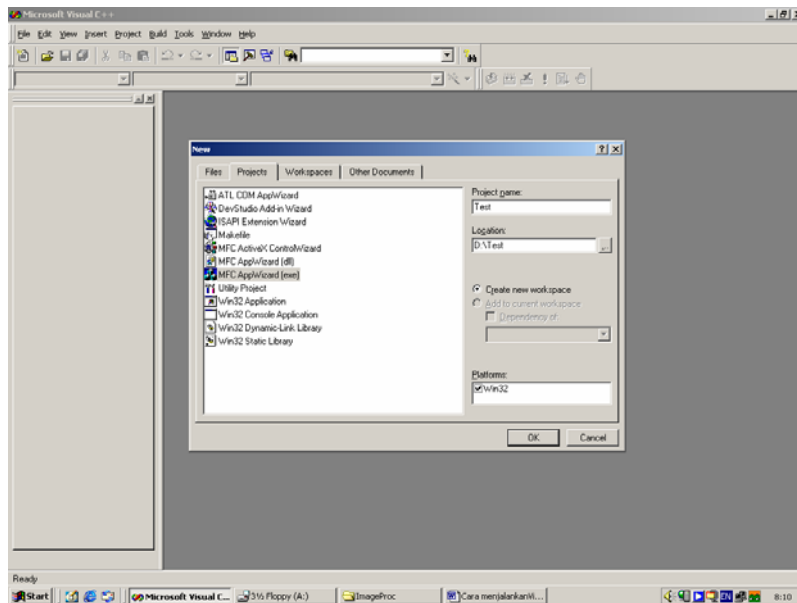 Microsoft Visual C++
File Edit View Insert Project Build Tools Window Help
New
Files Projects Workspaces Other Documents
ATL COM AppWizard
DevStudio Add-in Wizard
ISAPI Extension Wizard
Makefile
MFC ActiveX ControlWizard
MFC AppWizard (dll)
MFC AppWizard (exe)
Utility Project
Win32 Application
Win32 Console Application
Win32 Dynamic-Link Library
Win32 Static Library
Project name:
Test
Location:
D:\Test
...
Create new workspace
Add to current workspace
Dependency of:
Platforms:
Win32
OK Cancel
Ready
Start Microsoft Visual C... 3½ Floppy (A:) ImageProc Cara menjalankanVi... EN 8:10